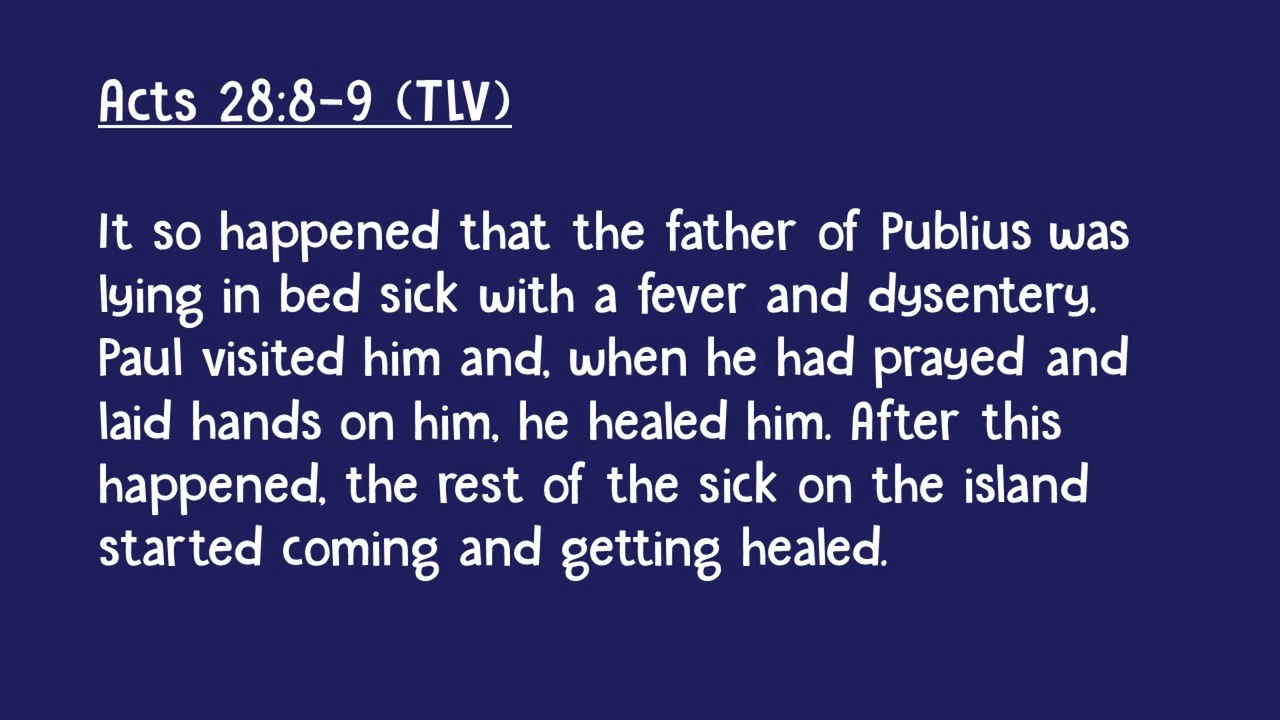 Acts 28:8-9 (TLV)
It so happened that the father of Publius was
lying in bed sick with a fever and dysentery.
Paul visited him and, when he had prayed and
laid hands on him, he healed him. After this
happened, the rest of the sick on the island
started coming and getting healed.